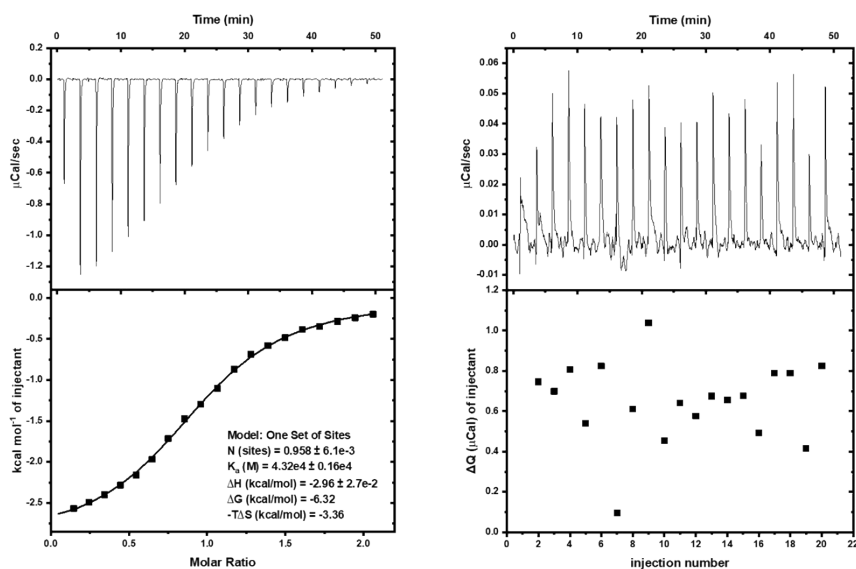 Time (min)
0 10 20 30 40 50
0.2
0.0
-0.2
-0.4
-0.6
-0.8
-1.0
-1.2
µCal/sec
0.0
-0.5
-1.0
-1.5
-2.0
-2.5
kcal mol⁻¹ of injectant
Model: One Set of Sites
N (sites) = 0.958 ± 6.1e-3
Kₐ (M) = 4.32e4 ± 0.16e4
ΔH (kcal/mol) = -2.96 ± 2.7e-2
ΔG (kcal/mol) = -6.32
-TΔS (kcal/mol) = -3.36
0.0 0.5 1.0 1.5 2.0
Molar Ratio
Time (min)
0 10 20 30 40 50
0.06
0.05
0.04
0.03
0.02
0.01
0.00
-0.01
µCal/sec
1.2
1.0
0.8
0.6
0.4
0.2
0.0
ΔQ (µCal) of injectant
0 2 4 6 8 10 12 14 16 18 20 22
injection number